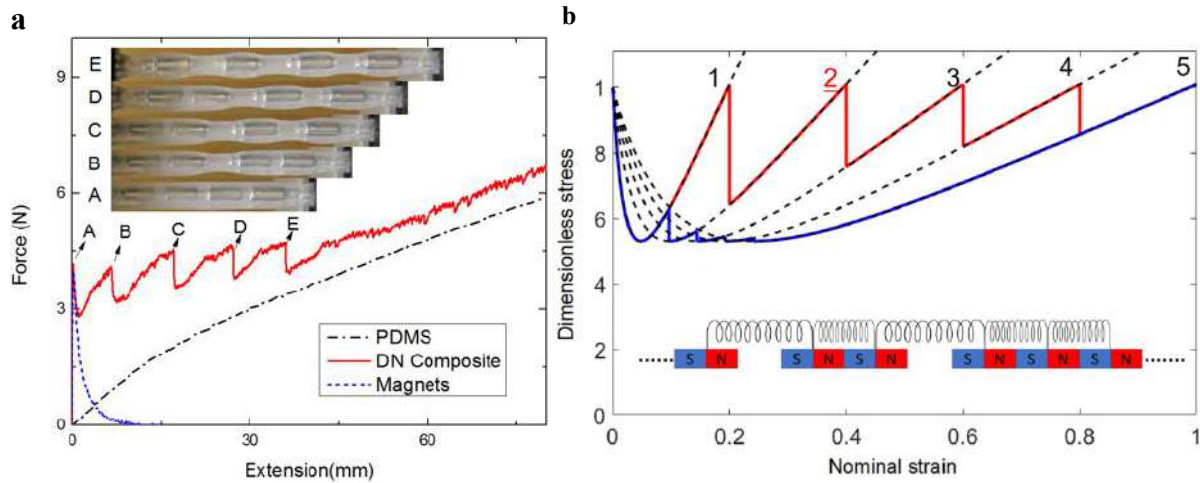 a
b
E
D
C
B
A
A
B
C
D
E
9
6
3
0
Force (N)
0
30
60
Extension(mm)
PDMS
DN Composite
Magnets
1
2
3
4
5
1
8
6
4
2
0
Dimensionless stress
S N S N S N S N S N S N
0
0.2
0.4
0.6
0.8
1
Nominal strain